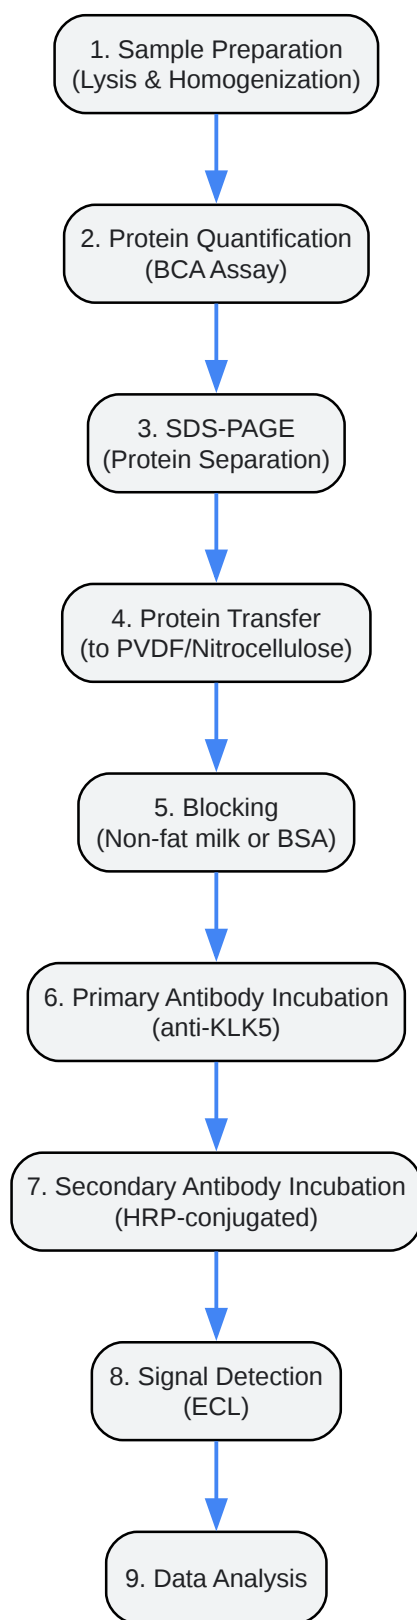 1. Sample Preparation
(Lysis & Homogenization)
2. Protein Quantification
(BCA Assay)
3. SDS-PAGE
(Protein Separation)
4. Protein Transfer
(to PVDF/Nitrocellulose)
5. Blocking
(Non-fat milk or BSA)
6. Primary Antibody Incubation
(anti-KLK5)
7. Secondary Antibody Incubation
(HRP-conjugated)
8. Signal Detection
(ECL)
9. Data Analysis